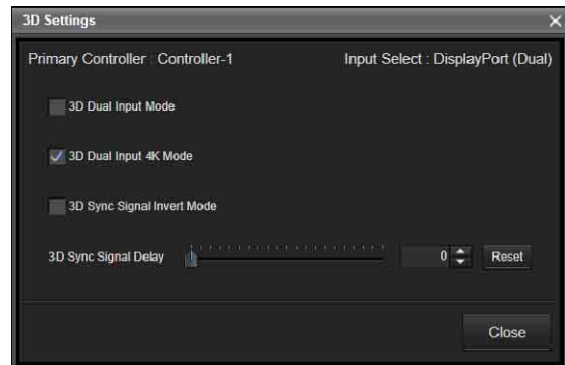 3D Settings
Primary Controller : Controller-1 Input Select : DisplayPort (Dual)
3D Dual Input Mode
3D Dual Input 4K Mode
3D Sync Signal Invert Mode
3D Sync Signal Delay 0 Reset
Close